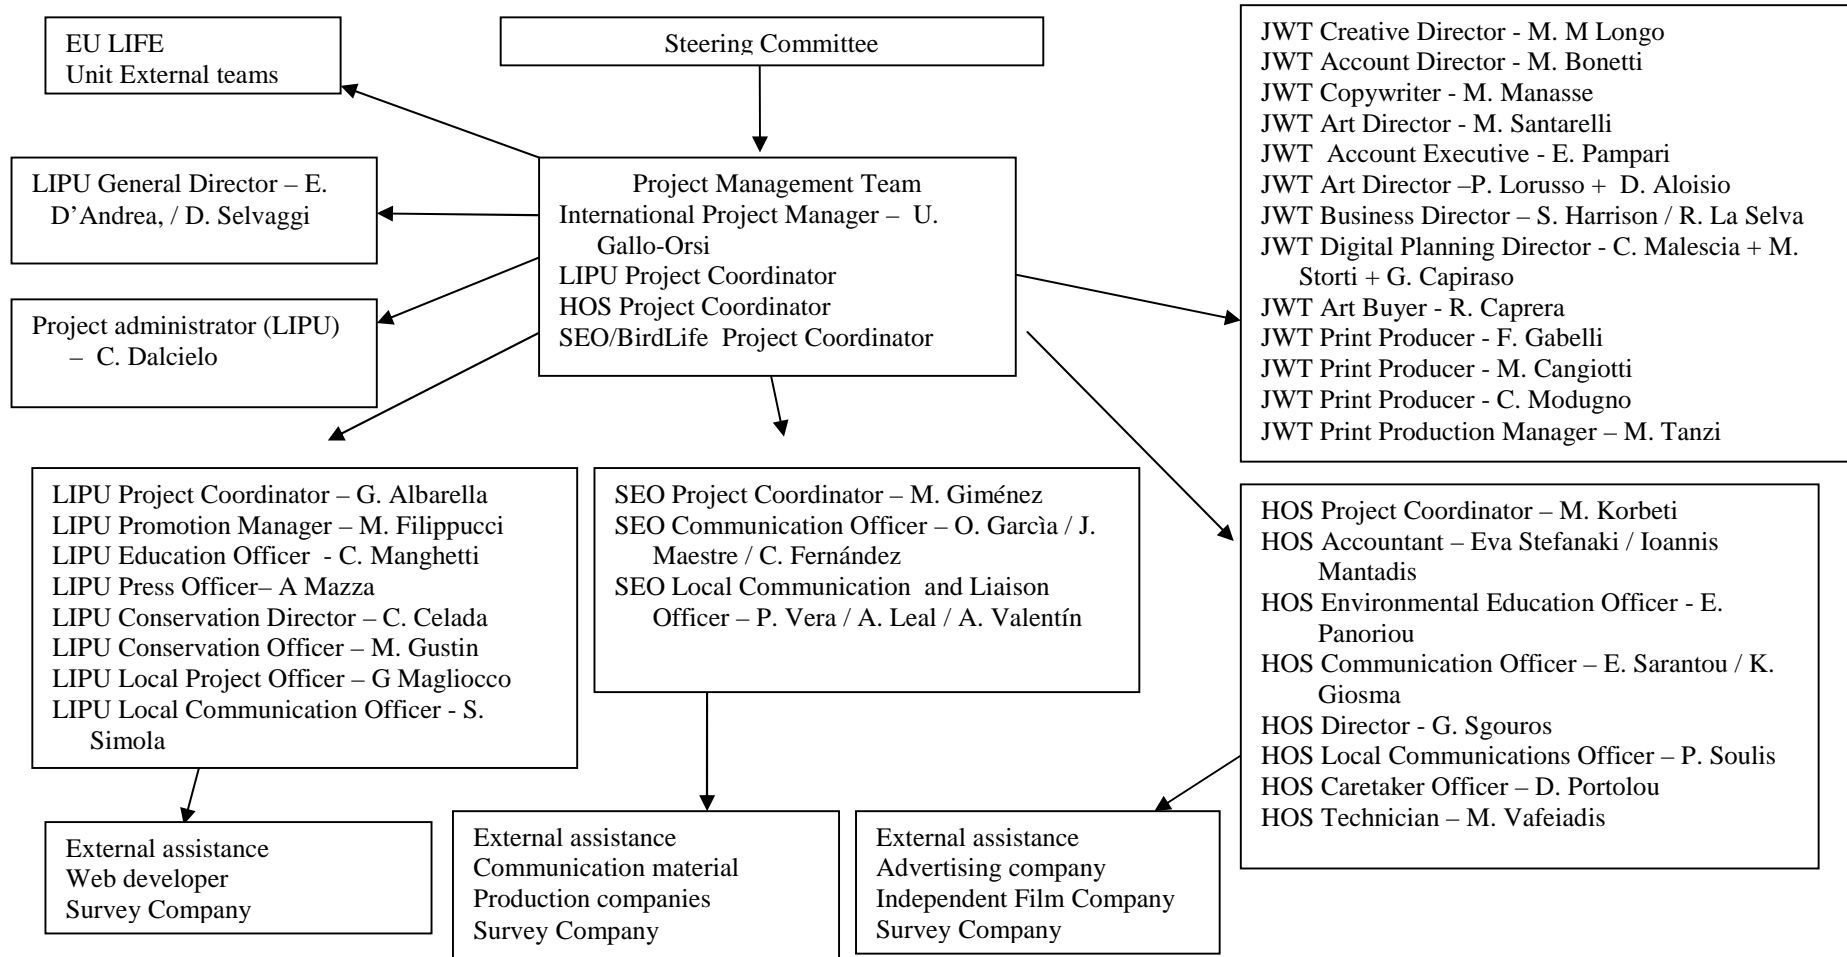 EU LIFE
Unit External teams
Steering Committee
JWT Creative Director - M. M Longo
JWT Account Director - M. Bonetti
JWT Copywriter - M. Manasse
JWT Art Director - M. Santarelli
JWT  Account Executive - E. Pampari
JWT Art Director –P. Lorusso +  D. Aloisio
JWT Business Director – S. Harrison / R. La Selva
JWT Digital Planning Director - C. Malescia + M.
Storti + G. Capiraso
JWT Art Buyer - R. Caprera
JWT Print Producer - F. Gabelli
JWT Print Producer - M. Cangiotti
JWT Print Producer - C. Modugno
JWT Print Production Manager – M. Tanzi
LIPU General Director – E.
D’Andrea, / D. Selvaggi
Project Management Team
International Project Manager –  U.
Gallo-Orsi
LIPU Project Coordinator
HOS Project Coordinator
SEO/BirdLife  Project Coordinator
Project administrator (LIPU)
–  C. Dalcielo
LIPU Project Coordinator – G. Albarella
LIPU Promotion Manager – M. Filippucci
LIPU Education Officer  - C. Manghetti
LIPU Press Officer– A Mazza
LIPU Conservation Director – C. Celada
LIPU Conservation Officer – M. Gustin
LIPU Local Project Officer – G Magliocco
LIPU Local Communication Officer - S.
Simola
SEO Project Coordinator – M. Giménez
SEO Communication Officer – O. Garcìa / J.
Maestre / C. Fernández
SEO Local Communication  and Liaison
Officer – P. Vera / A. Leal / A. Valentín
HOS Project Coordinator – M. Korbeti
HOS Accountant – Eva Stefanaki / Ioannis
Mantadis
HOS Environmental Education Officer - E.
Panoriou
HOS Communication Officer – E. Sarantou / K.
Giosma
HOS Director - G. Sgouros
HOS Local Communications Officer – P. Soulis
HOS Caretaker Officer – D. Portolou
HOS Technician – M. Vafeiadis
External assistance
Web developer
Survey Company
External assistance
Communication material
Production companies
Survey Company
External assistance
Advertising company
Independent Film Company
Survey Company